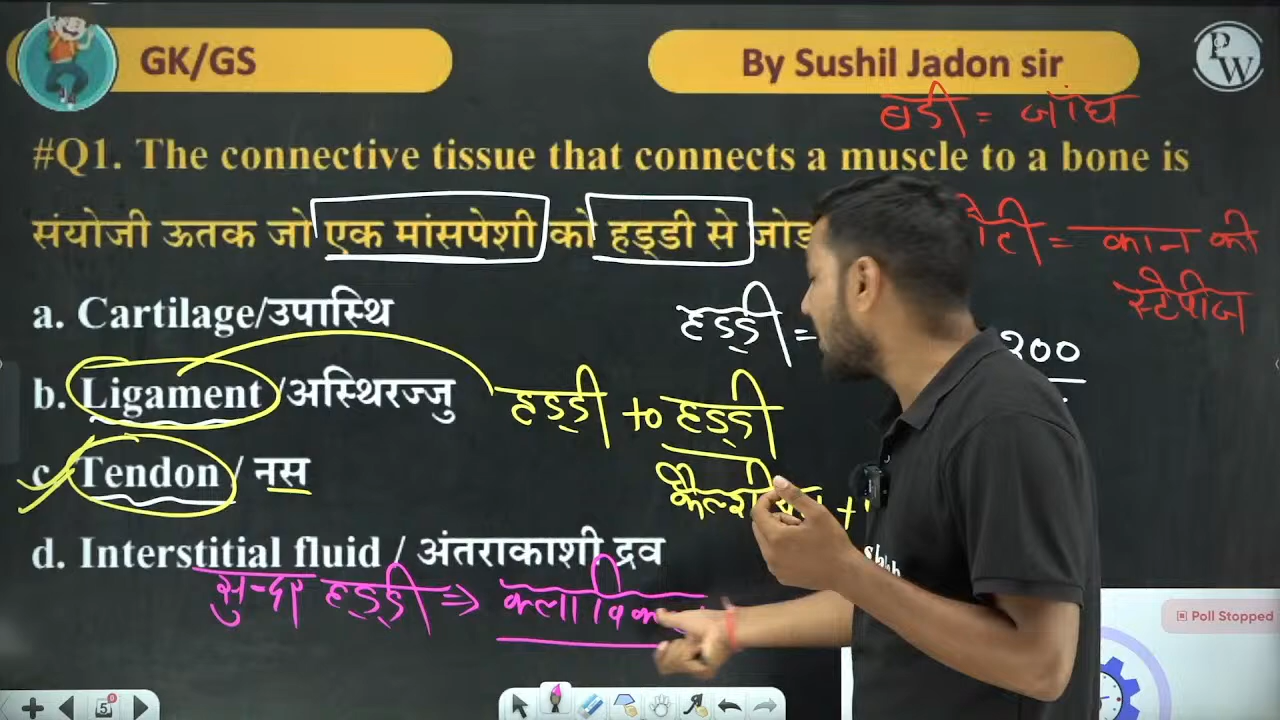 GK/GS
By Sushil Jadon sir
PW
बडी = जांघ
#Q1. The connective tissue that connects a muscle to a bone is
संयोजी ऊतक जो एक मांसपेशी को हड्डी से
= कान की
स्टेपीज
a. Cartilage/उपास्थि
हड्डी =
b. Ligament /अस्थिरज्जु
हड्डी to हड्डी
c. Tendon / नस
d. Interstitial fluid / अंतराकाशी द्रव
सुन्दर हड्डी ⇒
Poll Stopped
5